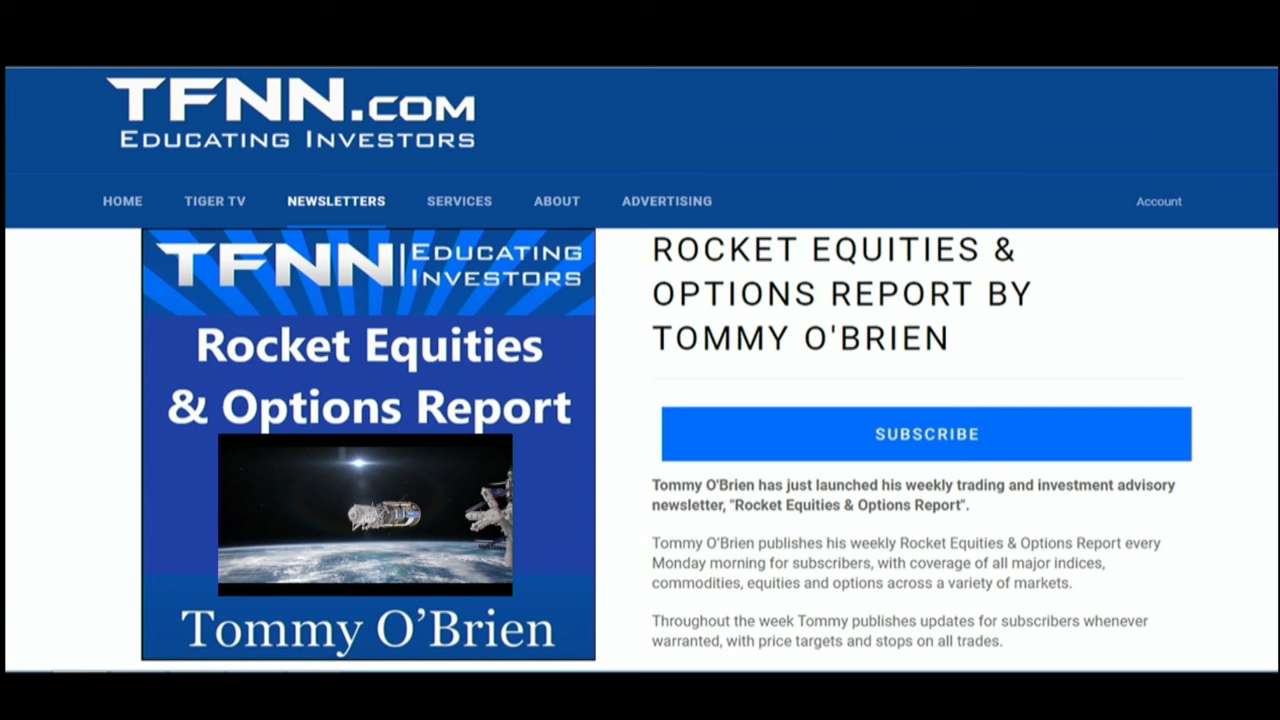 TFNN.COM
EDUCATING INVESTORS
HOME TIGER TV NEWSLETTERS SERVICES ABOUT ADVERTISING Account
TFNN | EDUCATING
INVESTORS
Rocket Equities
& Options Report
Tommy O’Brien
ROCKET EQUITIES &
OPTIONS REPORT BY
TOMMY O'BRIEN
SUBSCRIBE
Tommy O'Brien has just launched his weekly trading and investment advisory
newsletter, "Rocket Equities & Options Report".
Tommy O’Brien publishes his weekly Rocket Equities & Options Report every
Monday morning for subscribers, with coverage of all major indices,
commodities, equities and options across a variety of markets.
Throughout the week Tommy publishes updates for subscribers whenever
warranted, with price targets and stops on all trades.